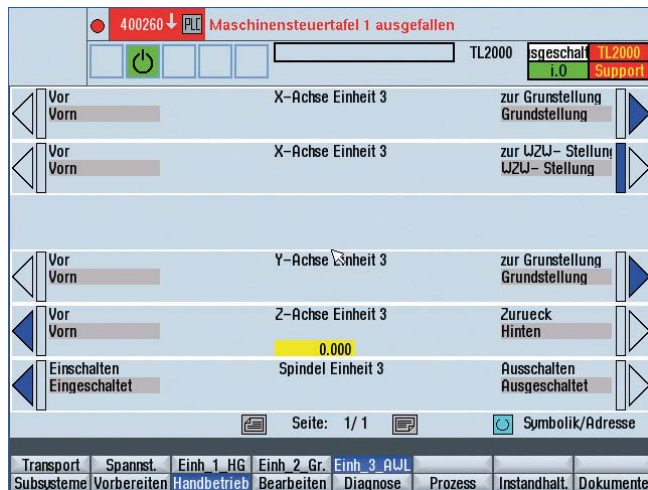 400260 PLC Maschinensteuertafel 1 ausgefallen
TL2000 sgeschalt TL2000
i.O Support
Vor X-Achse Einheit 3 zur Grunstellung
Vorn Grundstellung
Vor X-Achse Einheit 3 zur WZW- Stellung
Vorn WZW- Stellung
Vor Y-Achse Einheit 3 zur Grunstellung
Vorn Grundstellung
Vor Z-Achse Einheit 3 Zurueck
Vorn Hinten
0.000
Einschalten Spindel Einheit 3 Ausschalten
Eingeschaltet Ausgeschaltet
Seite: 1/ 1 Symbolik/Adresse
Transport Spannst. Einh_1_HG Einh_2_Gr. Einh_3_AWL
Subsysteme Vorbereiten Handbetrieb Bearbeiten Diagnose Prozess Instandhalt. Dokumente